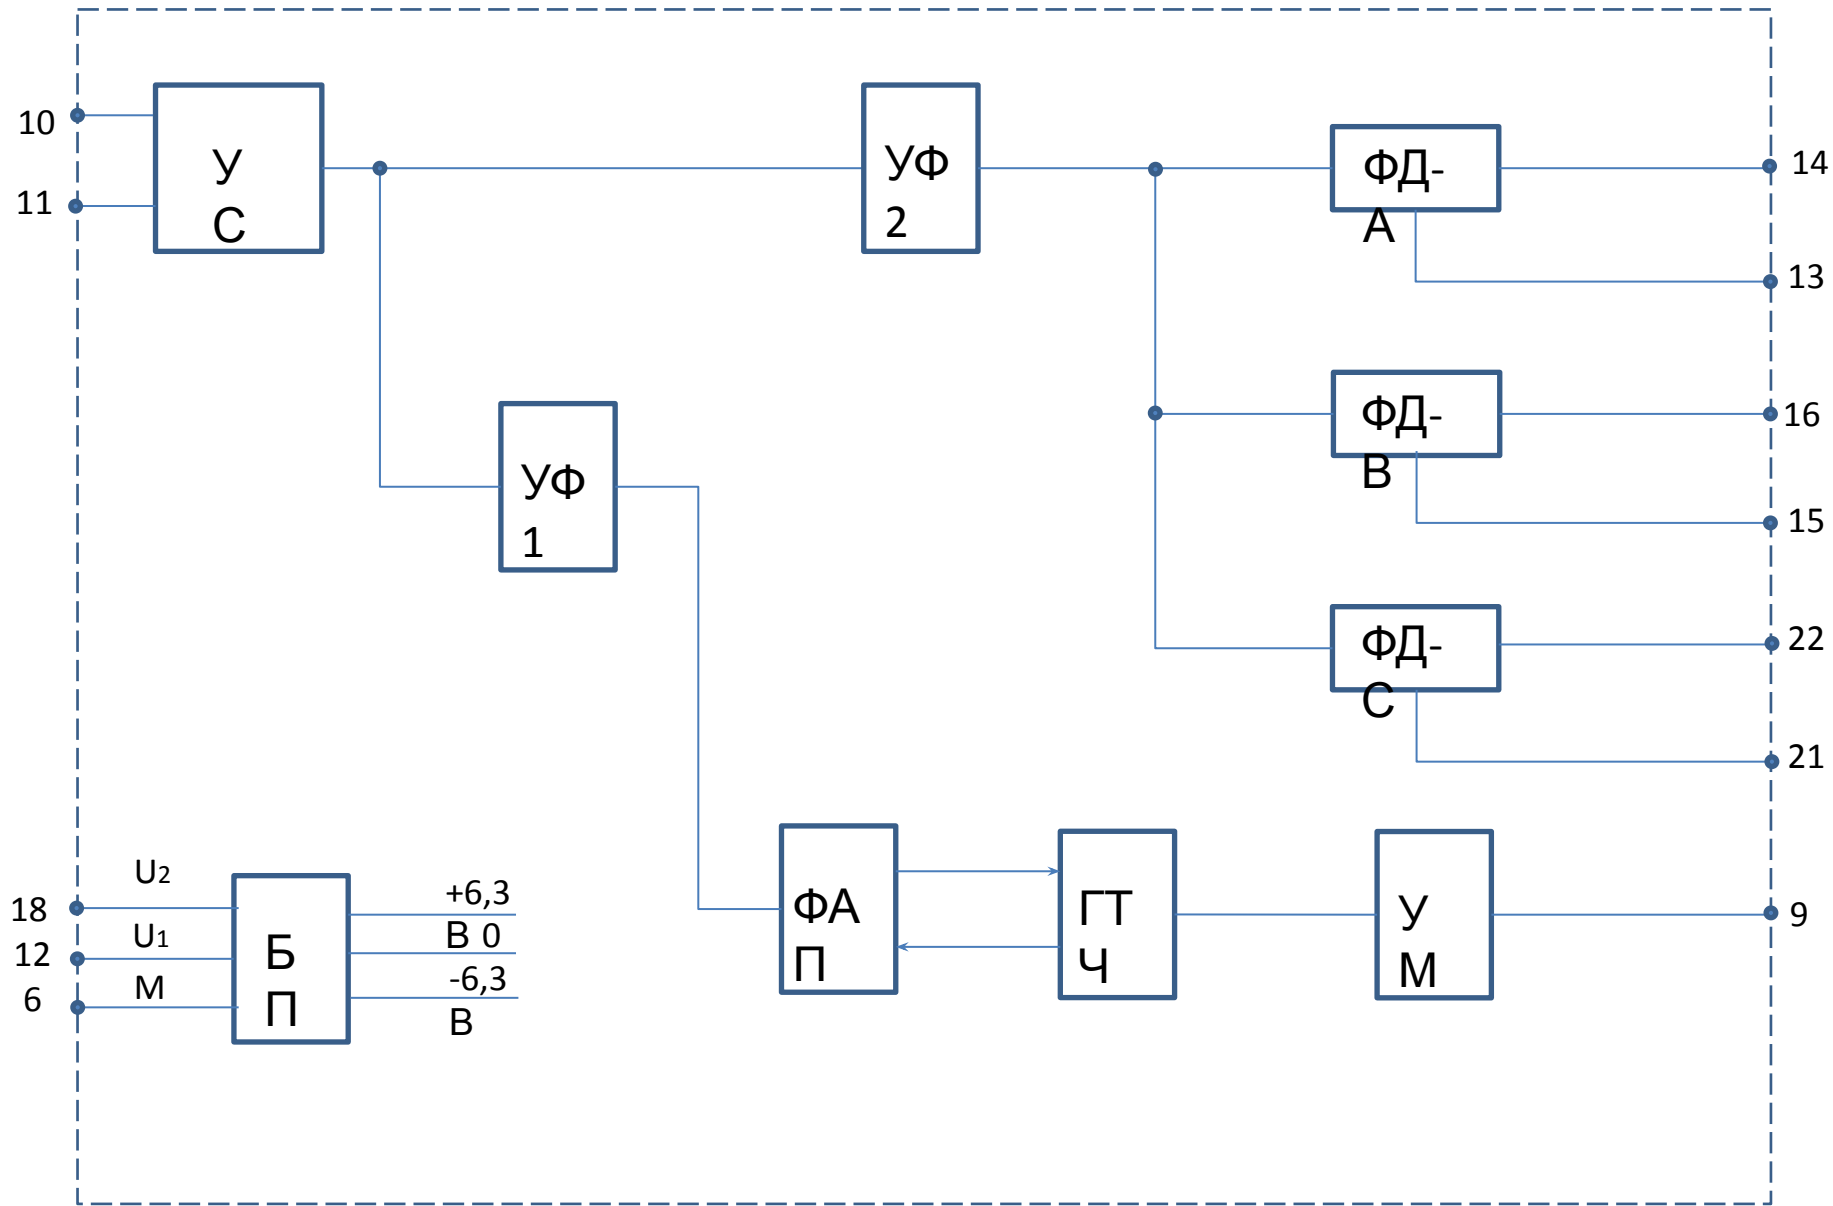 10
11
У
С
УФ
2
ФД-
А
14
13
УФ
1
ФД-
В
16
15
ФД-
С
22
21
18
12
6
U2
U1
М
Б
П
+6,3
В 0
-6,3
В
ФА
П
ГТ
Ч
У
М
9